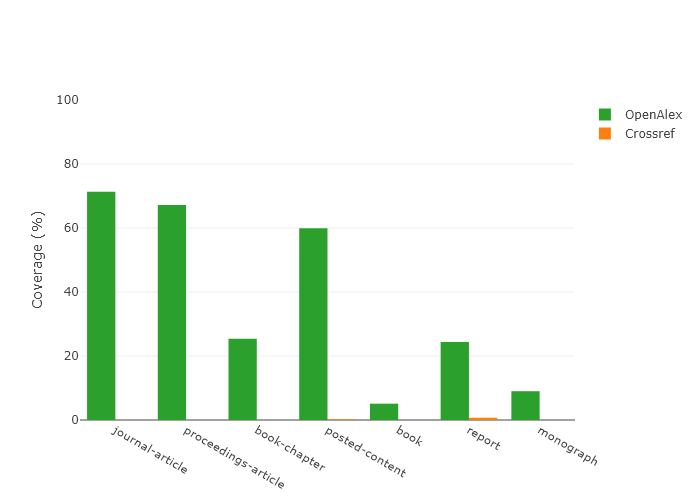 100
80
60
40
20
0
Coverage (%)
journal-article
proceedings-article
book-chapter
posted-content
book
report
monograph
OpenAlex
Crossref